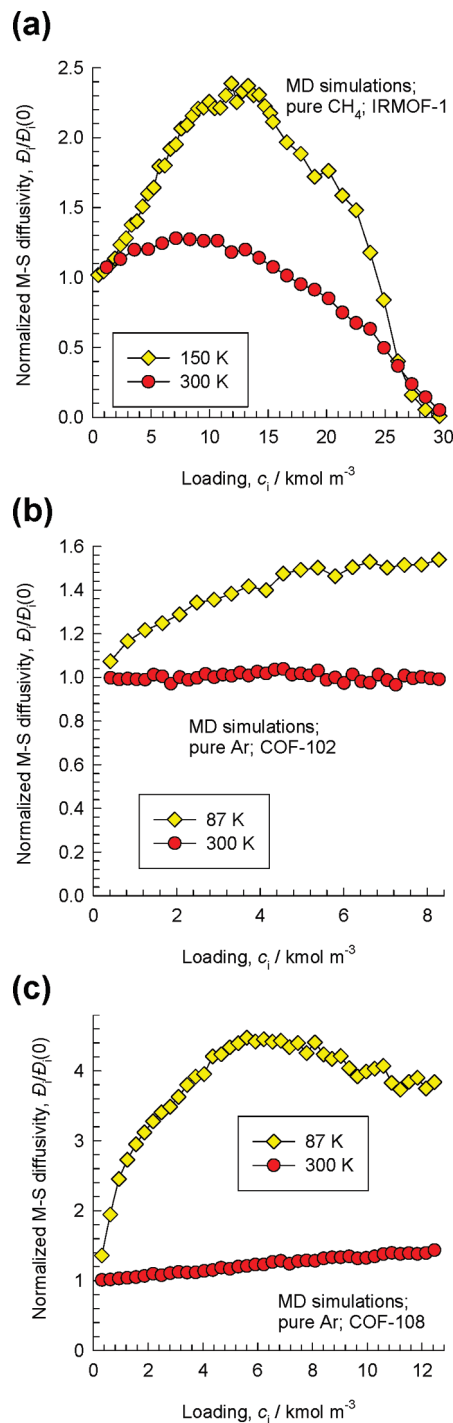 (a)
Normalized M-S diffusivity, Đi/Đi(0)
2.5
2.0
1.5
1.0
0.5
0.0
MD simulations;
pure CH4; IRMOF-1
150 K
300 K
0 5 10 15 20 25 30
Loading, ci / kmol m-3
(b)
Normalized M-S diffusivity, Đi/Đi(0)
1.6
1.4
1.2
1.0
0.8
0.6
0.4
0.2
0.0
MD simulations;
pure Ar; COF-102
87 K
300 K
0 2 4 6 8
Loading, ci / kmol m-3
(c)
Normalized M-S diffusivity, Đi/Đi(0)
4
3
2
1
0
87 K
300 K
MD simulations;
pure Ar; COF-108
0 2 4 6 8 10 12
Loading, ci / kmol m-3